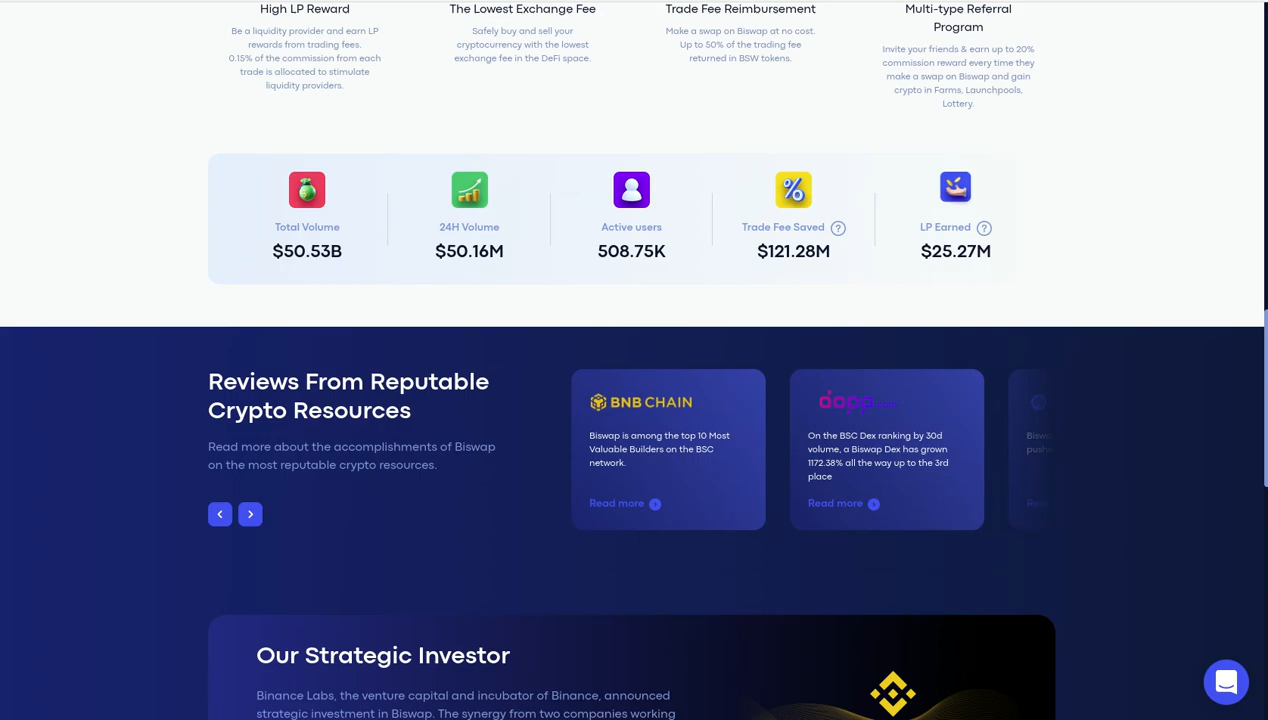 High LP Reward
Be a liquidity provider and earn LP
rewards from trading fees.
0.15% of the commission from each
trade is allocated to stimulate
liquidity providers.
The Lowest Exchange Fee
Safely buy and sell your
cryptocurrency with the lowest
exchange fee in the DeFi space.
Trade Fee Reimbursement
Make a swap on Biswap at no cost.
Up to 50% of the trading fee
returned in BSW tokens.
Multi-type Referral
Program
Invite your friends & earn up to 20%
commission reward every time they
make a swap on Biswap and gain
crypto in Farms, Launchpools,
Lottery.
Total Volume
$50.53B
24H Volume
$50.16M
Active users
508.75K
Trade Fee Saved ?
$121.28M
LP Earned ?
$25.27M
Reviews From Reputable
Crypto Resources
Read more about the accomplishments of Biswap
on the most reputable crypto resources.
BNB CHAIN
Biswap is among the top 10 Most
Valuable Builders on the BSC
network.
Read more
dapp.com
On the BSC Dex ranking by 30d
volume, a Biswap Dex has grown
1172.38% all the way up to the 3rd
place
Read more
Our Strategic Investor
Binance Labs, the venture capital and incubator of Binance, announced
strategic investment in Biswap. The synergy from two companies working